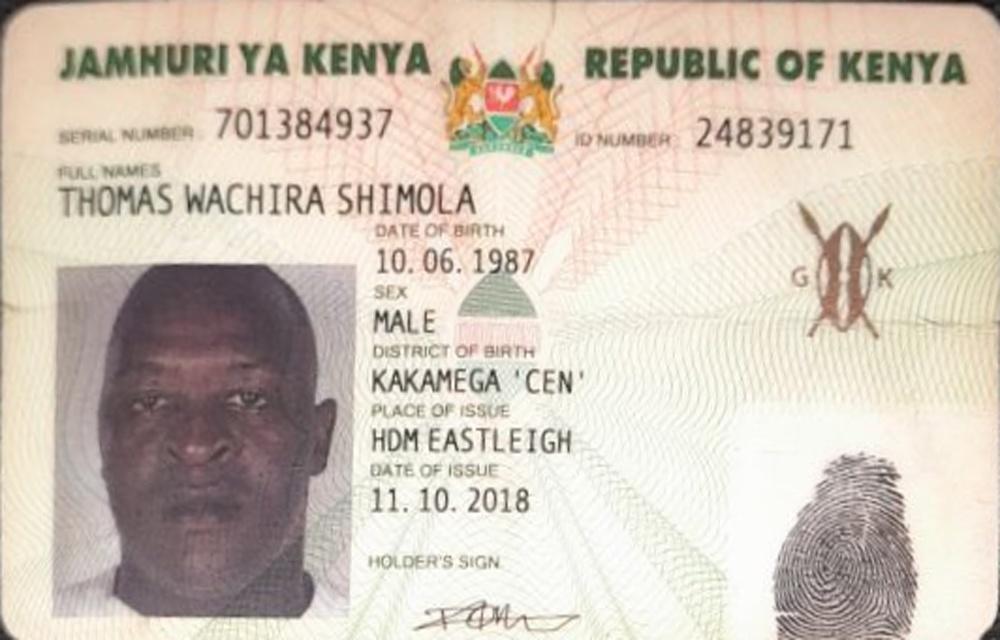 JAMHURI YA KENYA REPUBLIC OF KENYA
SERIAL NUMBER: 701384937 ID NUMBER: 24839171
FULL NAMES
THOMAS WACHIRA SHIMOLA
DATE OF BIRTH
10.06.1987
SEX
MALE
DISTRICT OF BIRTH
KAKAMEGA 'CEN'
PLACE OF ISSUE
HDM EASTLEIGH
DATE OF ISSUE
11.10.2018
HOLDER'S SIGN.
G K